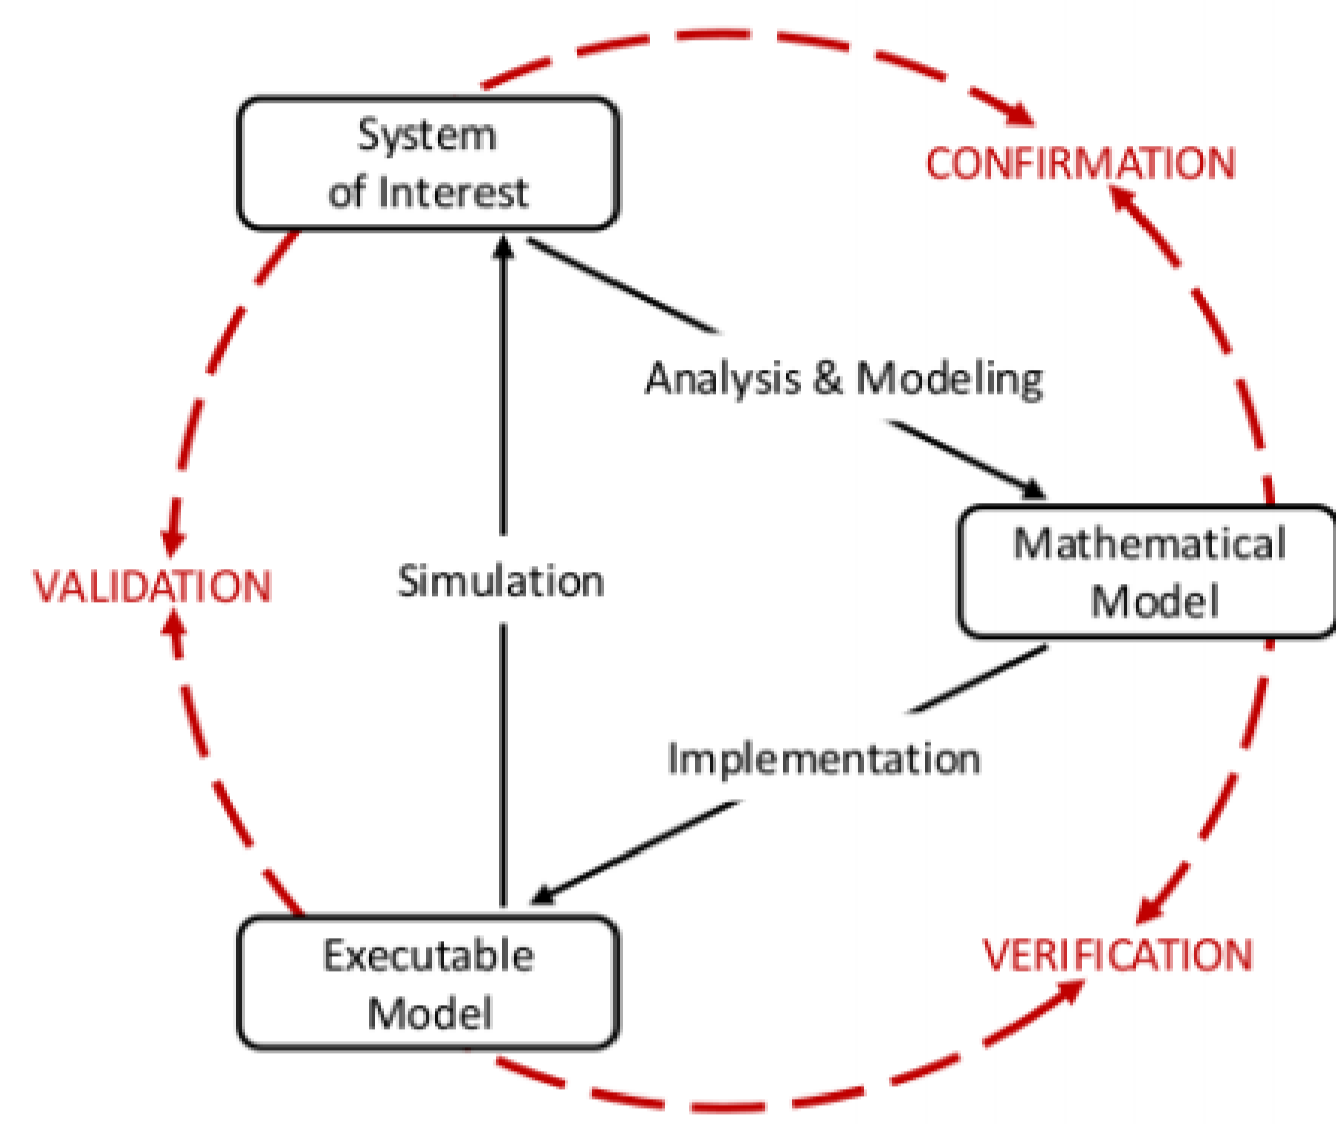 System
of Interest
CONFIRMATION
Analysis & Modeling
Mathematical
Model
VALIDATION
Simulation
Implementation
Executable
Model
VERIFICATION